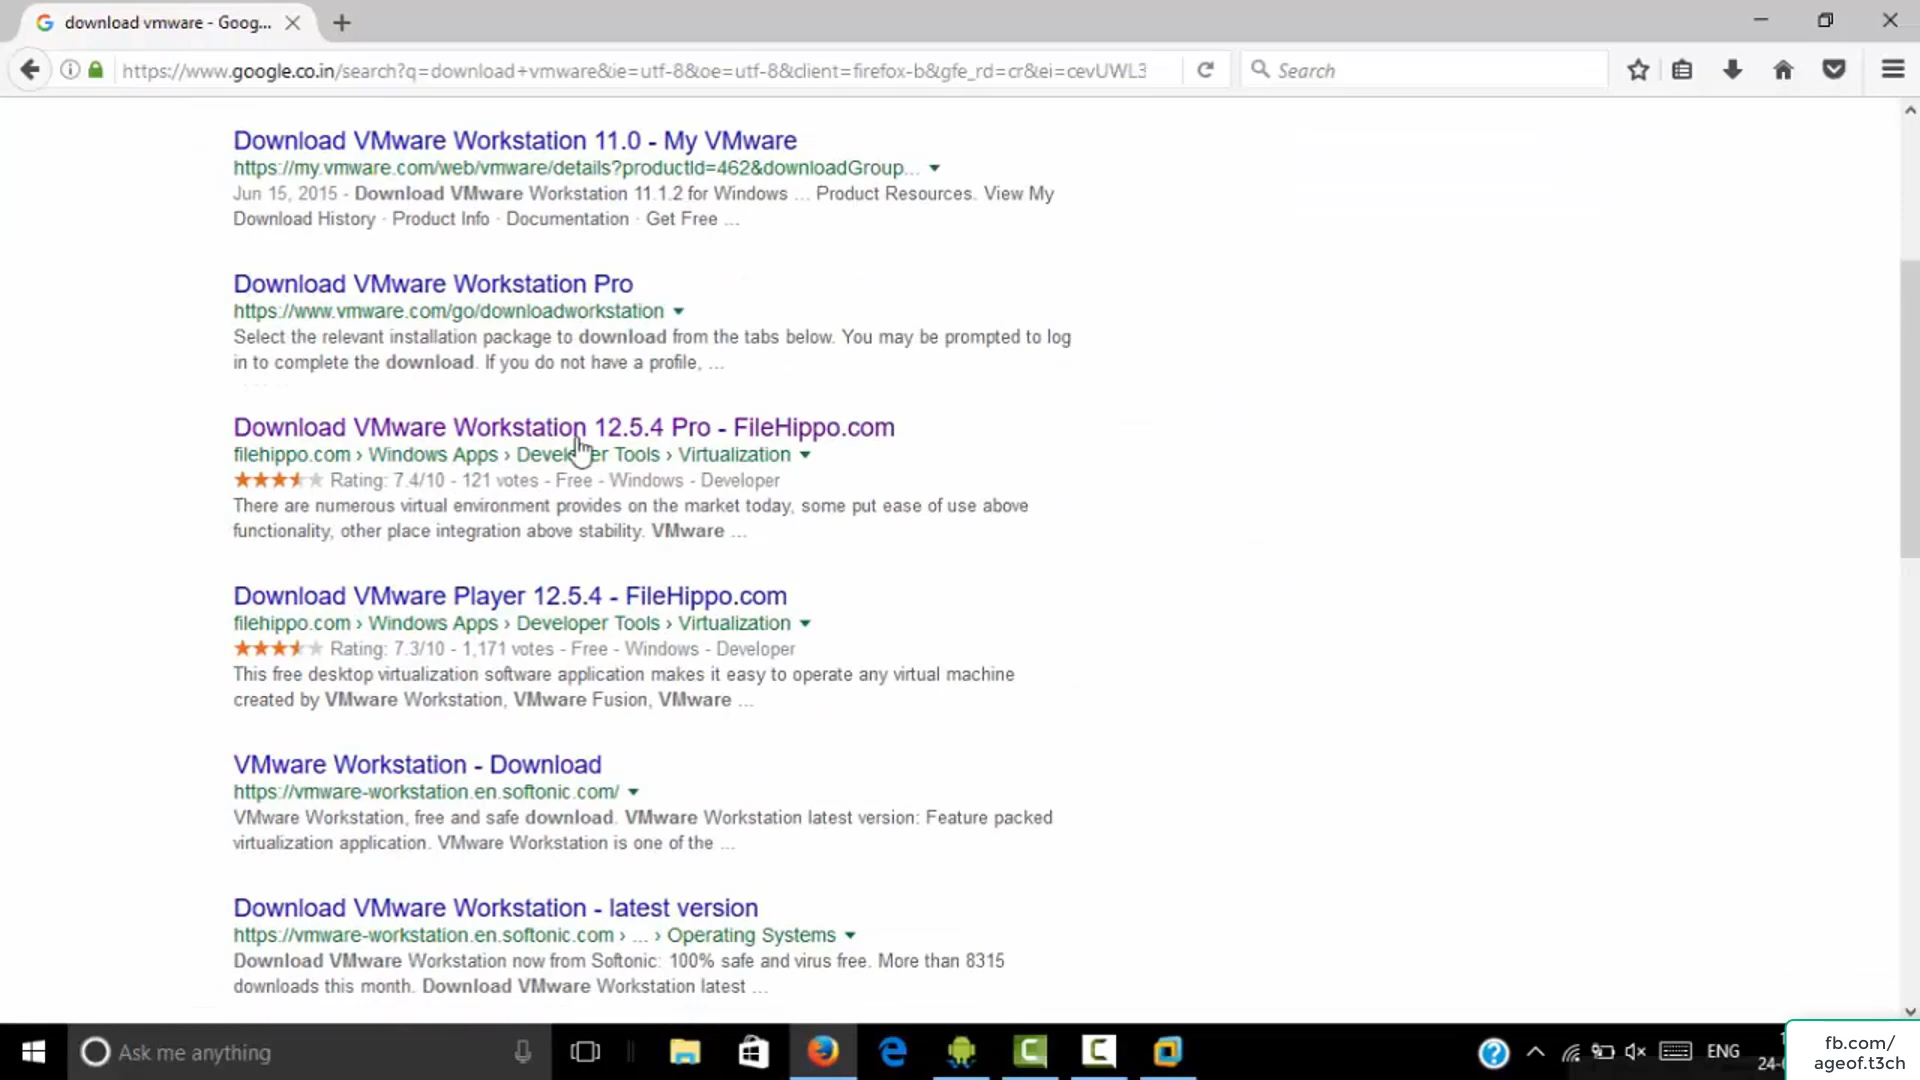 download vmware - Goog...
https://www.google.co.in/search?q=download+vmware&ie=utf-8&oe=utf-8&client=firefox-b&gfe_rd=cr&ei=cevUWL3
Search
Download VMware Workstation 11.0 - My VMware
https://my.vmware.com/web/vmware/details?productId=462&downloadGroup...
Jun 15, 2015 - Download VMware Workstation 11.1.2 for Windows ... Product Resources. View My
Download History · Product Info · Documentation · Get Free ...
Download VMware Workstation Pro
https://www.vmware.com/go/downloadworkstation
Select the relevant installation package to download from the tabs below. You may be prompted to log
in to complete the download. If you do not have a profile, ...
Download VMware Workstation 12.5.4 Pro - FileHippo.com
filehippo.com › Windows Apps › Developer Tools › Virtualization
Rating: 7.4/10 - 121 votes - Free - Windows - Developer
There are numerous virtual environment provides on the market today, some put ease of use above
functionality, other place integration above stability. VMware ...
Download VMware Player 12.5.4 - FileHippo.com
filehippo.com › Windows Apps › Developer Tools › Virtualization
Rating: 7.3/10 - 1,171 votes - Free - Windows - Developer
This free desktop virtualization software application makes it easy to operate any virtual machine
created by VMware Workstation, VMware Fusion, VMware ...
VMware Workstation - Download
https://vmware-workstation.en.softonic.com/
VMware Workstation, free and safe download. VMware Workstation latest version: Feature packed
virtualization application. VMware Workstation is one of the ...
Download VMware Workstation - latest version
https://vmware-workstation.en.softonic.com › ... › Operating Systems
Download VMware Workstation now from Softonic: 100% safe and virus free. More than 8315
downloads this month. Download VMware Workstation latest ...
Ask me anything
ENG
24-
fb.com/
ageof.t3ch